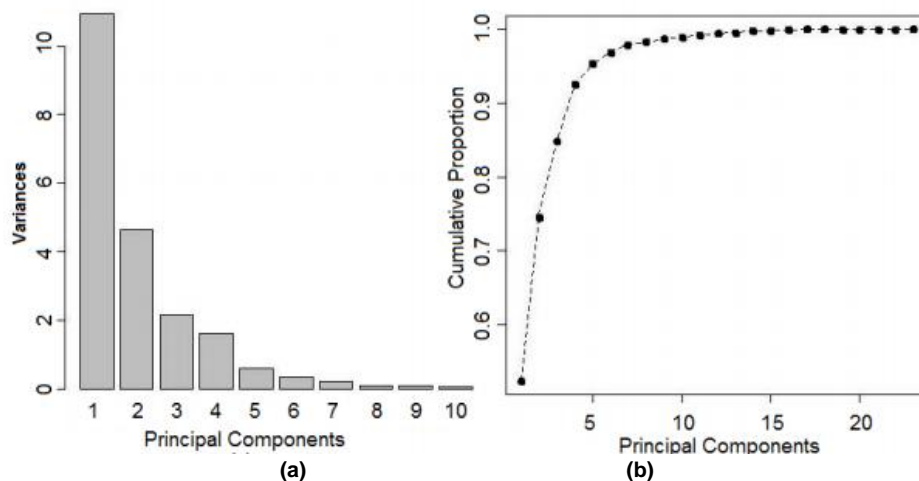 Variances
0 2 4 6 8 10
1 2 3 4 5 6 7 8 9 10
Principal Components
(a)
Cumulative Proportion
0.6 0.7 0.8 0.9 1.0
5 10 15 20
Principal Components
(b)